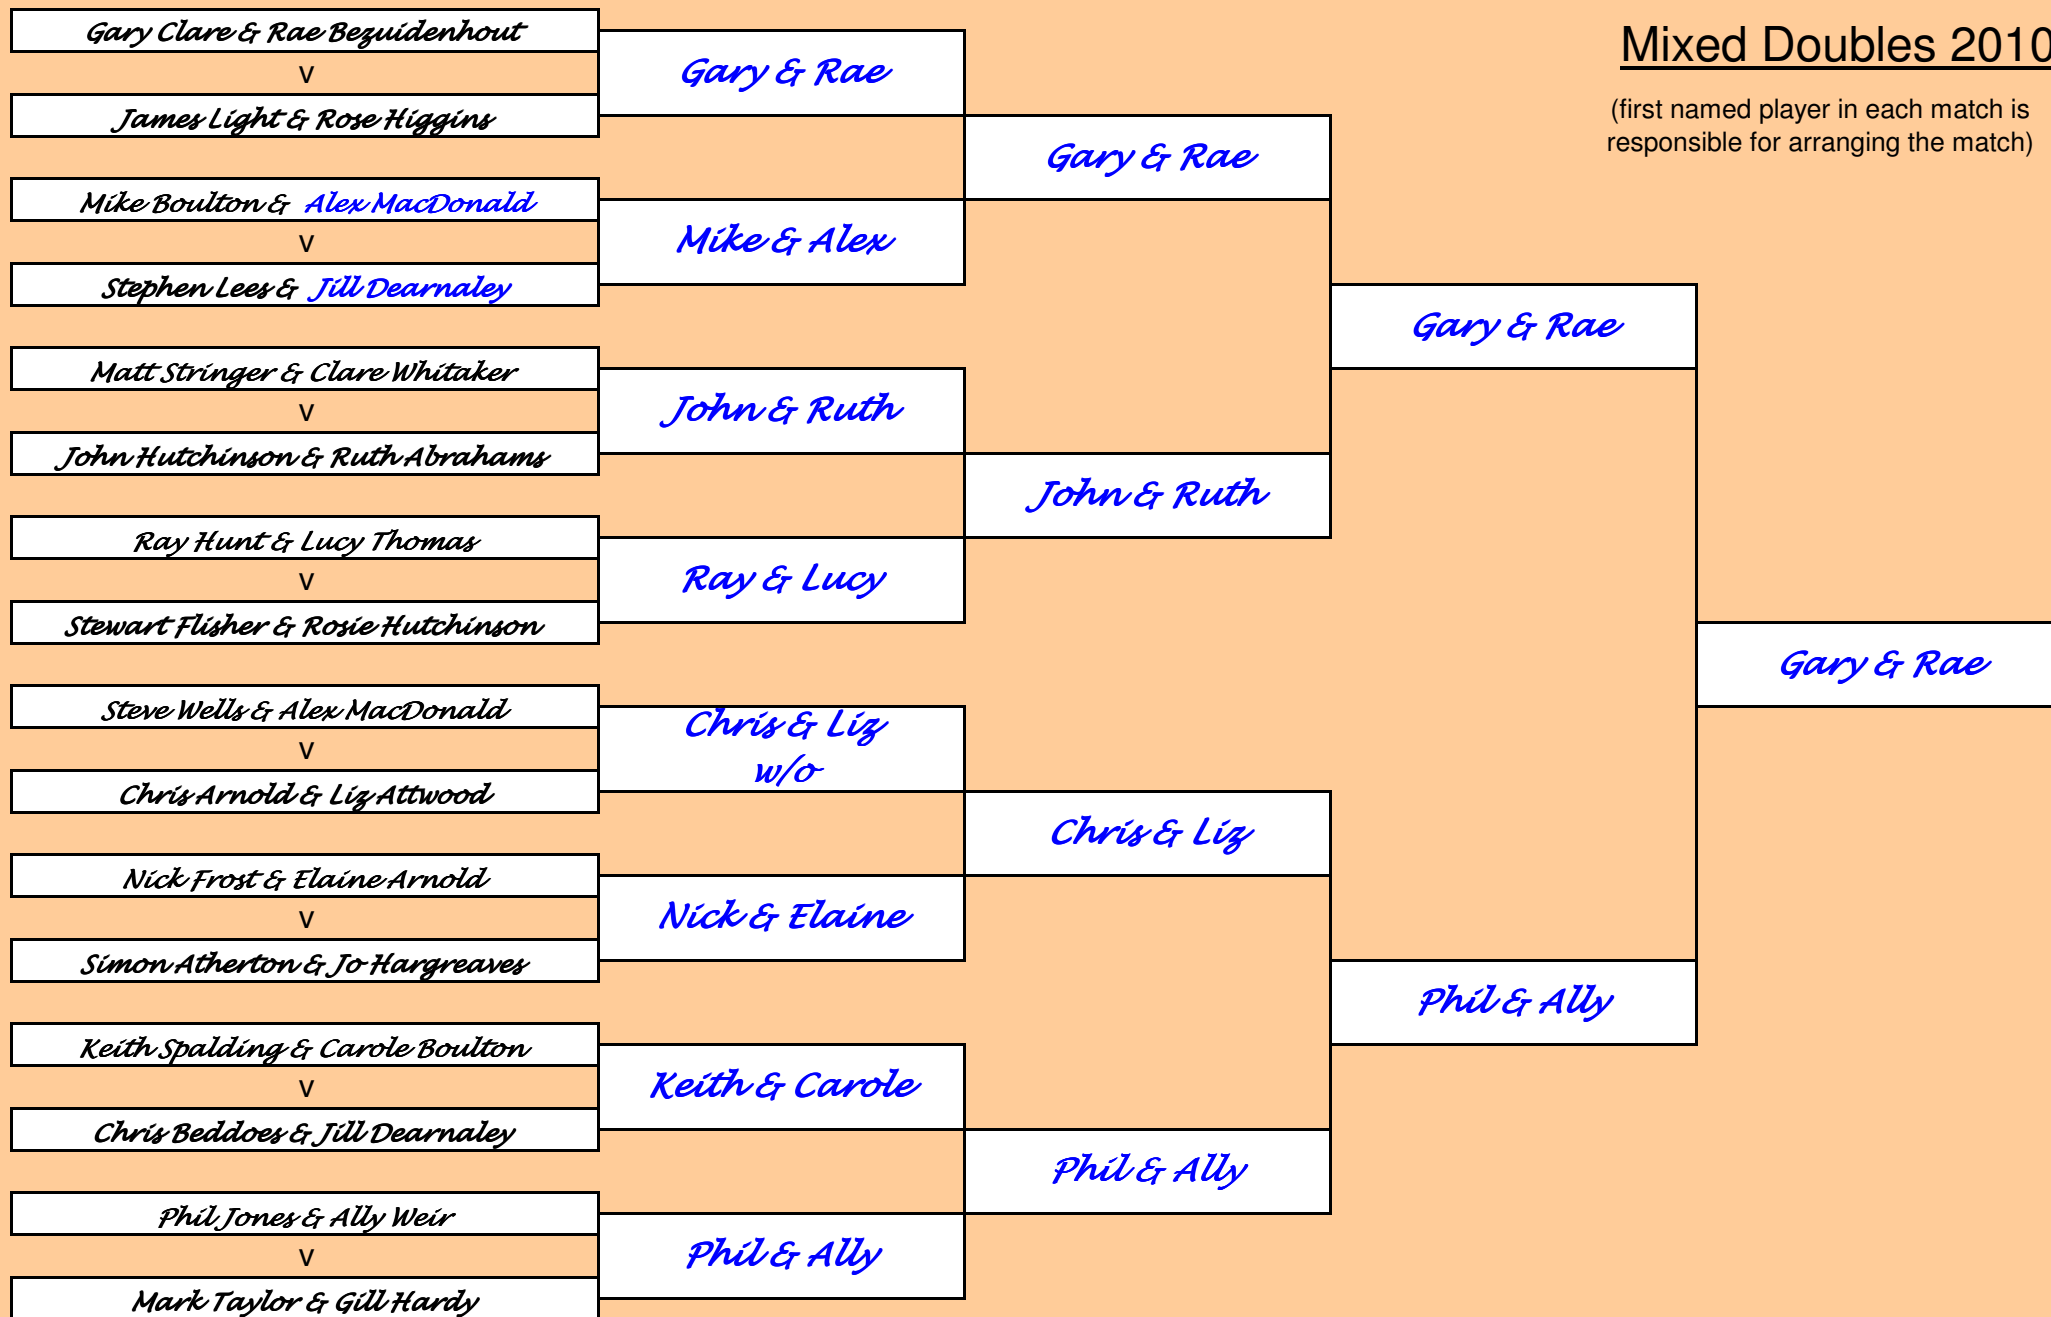 Mixed Doubles 2010
(first named player in each match is
responsible for arranging the match)
Gary Clare & Rae Bezuidenhout
v
James Light & Rose Higgins
Mike Boulton & Alex MacDonald
v
Stephen Lees & Jill Dearnaley
Matt Stringer & Clare Whitaker
v
John Hutchinson & Ruth Abrahams
Ray Hunt & Lucy Thomas
v
Stewart Flisher & Rosie Hutchinson
Steve Wells & Alex MacDonald
v
Chris Arnold & Liz Attwood
Nick Frost & Elaine Arnold
v
Simon Atherton & Jo Hargreaves
Keith Spalding & Carole Boulton
v
Chris Beddoes & Jill Dearnaley
Phil Jones & Ally Weir
v
Mark Taylor & Gill Hardy
Gary & Rae
Mike & Alex
John & Ruth
Ray & Lucy
Chris & Liz
w/o
Nick & Elaine
Keith & Carole
Phil & Ally
Gary & Rae
John & Ruth
Chris & Liz
Phil & Ally
Gary & Rae
Phil & Ally
Gary & Rae